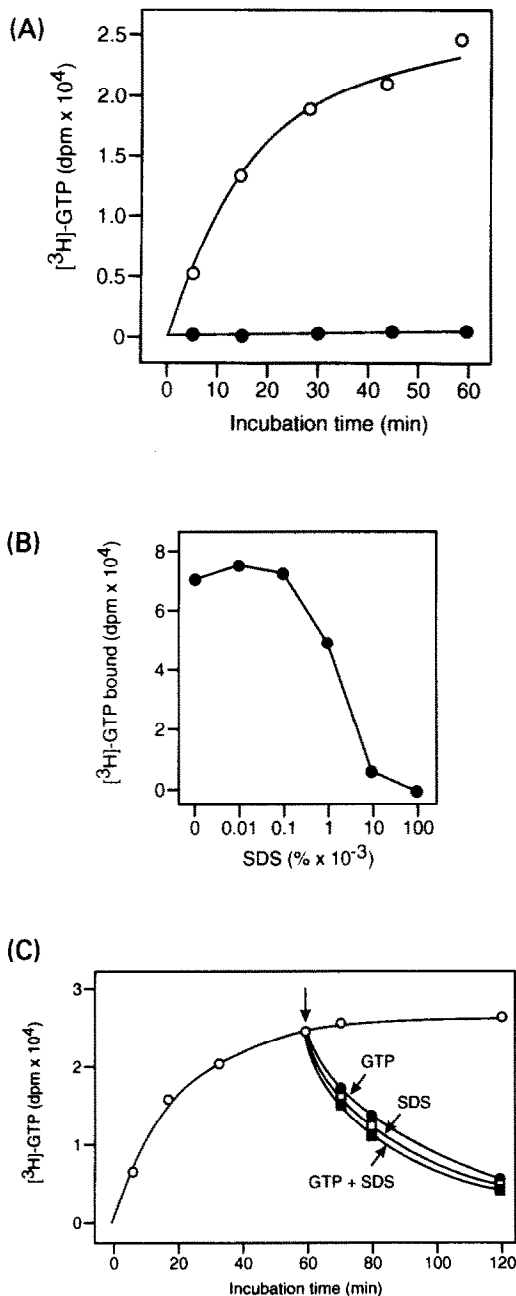 (A)
[³H]-GTP (dpm x 10⁴)
2.5
2.0
1.5
1.0
0.5
0
0 10 20 30 40 50 60
Incubation time (min)
(B)
[³H]-GTP bound (dpm x 10⁴)
8
6
4
2
0
0 0.01 0.1 1 10 100
SDS (% x 10⁻³)
(C)
[³H]-GTP (dpm x 10⁴)
3
2
1
0
GTP
SDS
GTP + SDS
0 20 40 60 80 100 120
Incubation time (min)